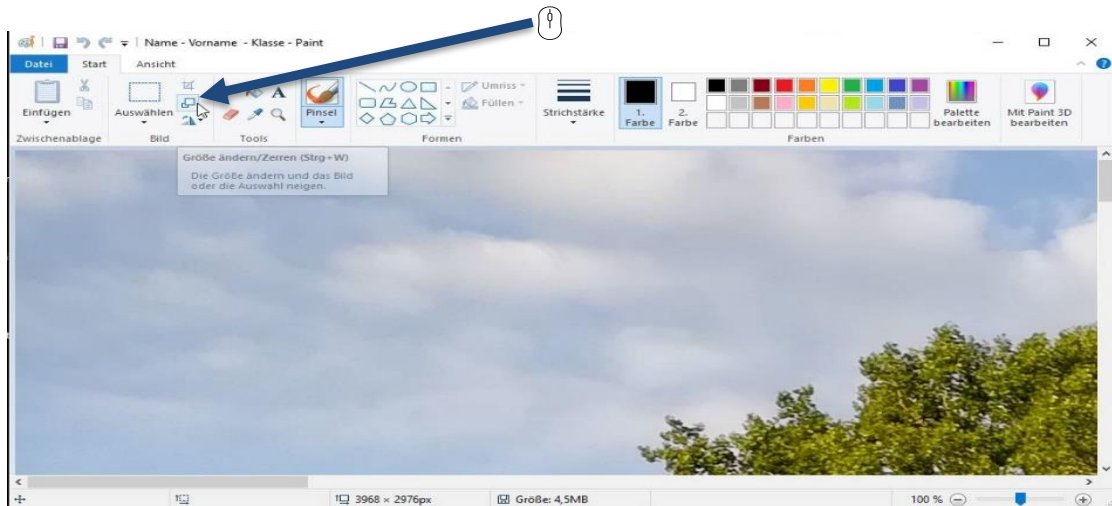 Name - Vorname - Klasse - Paint
Datei Start Ansicht
Einfügen
Auswählen
A
Pinsel
Umriss
Füllen
Strichstärke
1.
Farbe
2.
Farbe
Palette
bearbeiten
Mit Paint 3D
bearbeiten
Zwischenablage Bild Tools Formen Farben
Größe ändern/Zerren (Strg+W)
Die Größe ändern und das Bild
oder die Auswahl neigen.
3968 × 2976px Größe: 4,5MB 100 %